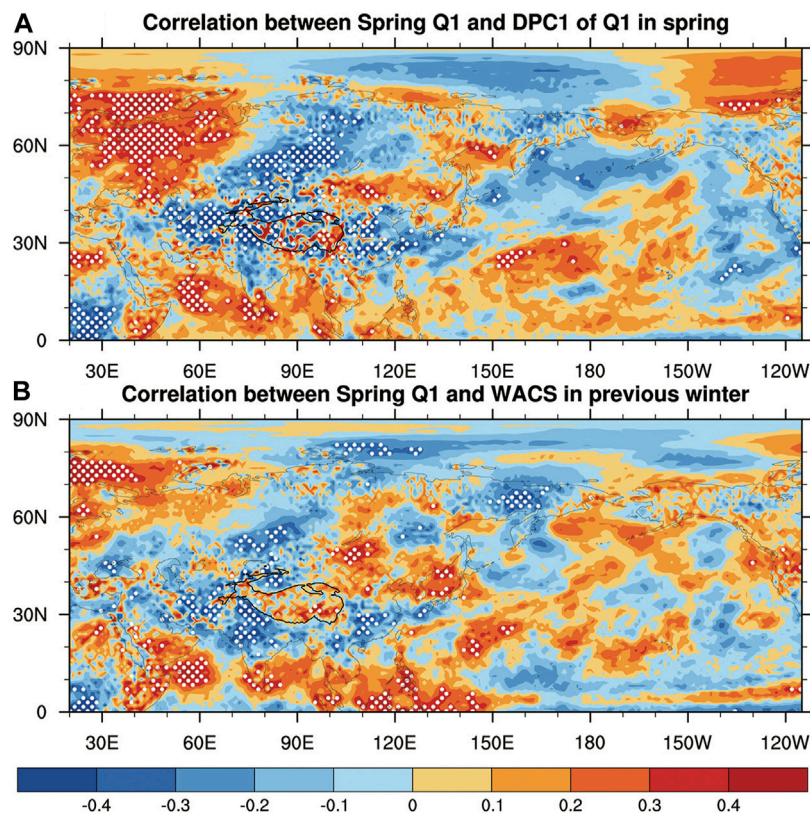 A Correlation between Spring Q1 and DPC1 of Q1 in spring
90N
60N
30N
0
30E 60E 90E 120E 150E 180 150W 120W
B Correlation between Spring Q1 and WACS in previous winter
90N
60N
30N
0
30E 60E 90E 120E 150E 180 150W 120W
-0.4 -0.3 -0.2 -0.1 0 0.1 0.2 0.3 0.4